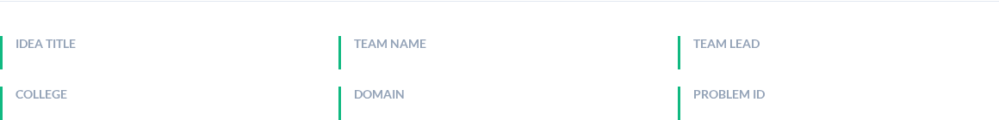 IDEA TITLE
TEAM NAME
TEAM LEAD
COLLEGE
DOMAIN
PROBLEM ID